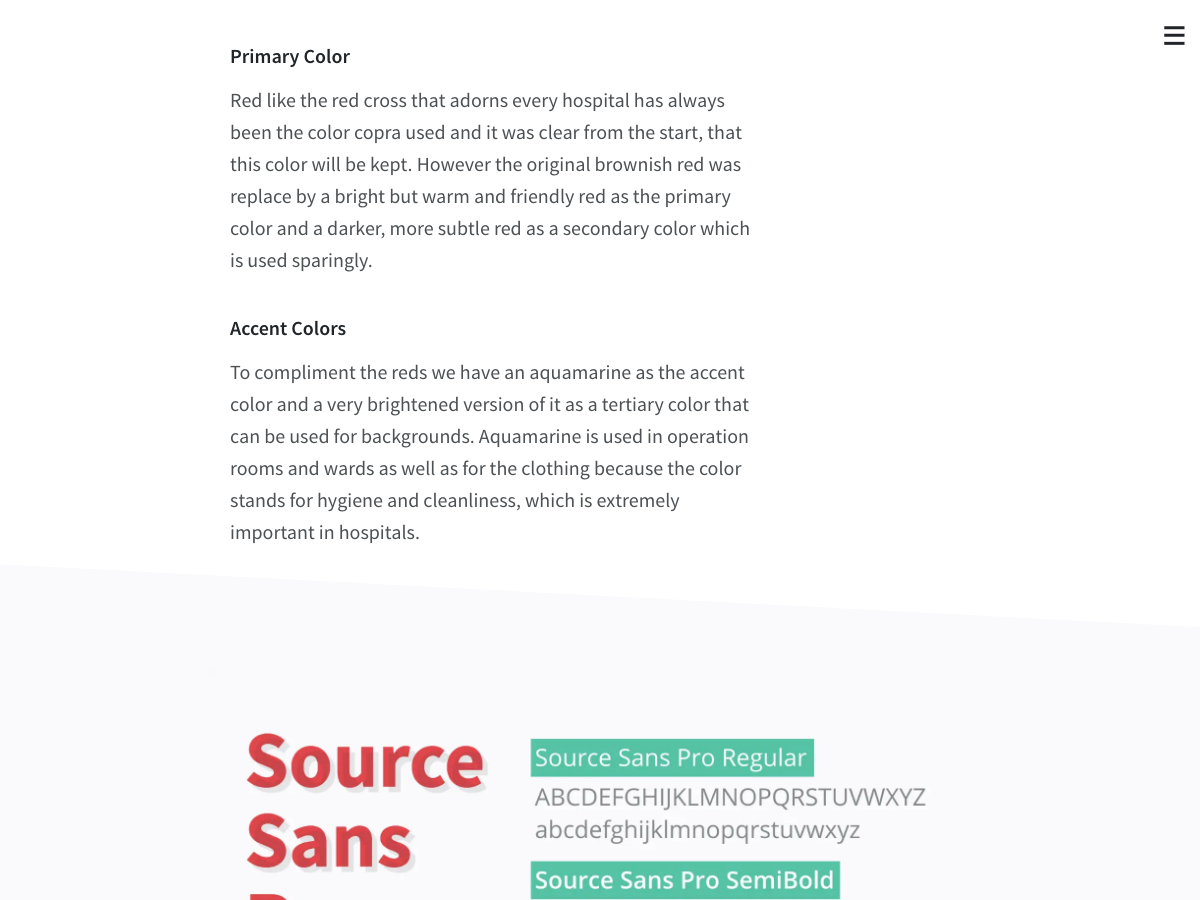 Primary Color
Red like the red cross that adorns every hospital has always
been the color copra used and it was clear from the start, that
this color will be kept. However the original brownish red was
replace by a bright but warm and friendly red as the primary
color and a darker, more subtle red as a secondary color which
is used sparingly.
Accent Colors
To compliment the reds we have an aquamarine as the accent
color and a very brightened version of it as a tertiary color that
can be used for backgrounds. Aquamarine is used in operation
rooms and wards as well as for the clothing because the color
stands for hygiene and cleanliness, which is extremely
important in hospitals.
Source
Sans
Source Sans Pro Regular
ABCDEFGHIJKLMNOPQRSTUVWXYZ
abcdefghijklmnopqrstuvwxyz
Source Sans Pro SemiBold